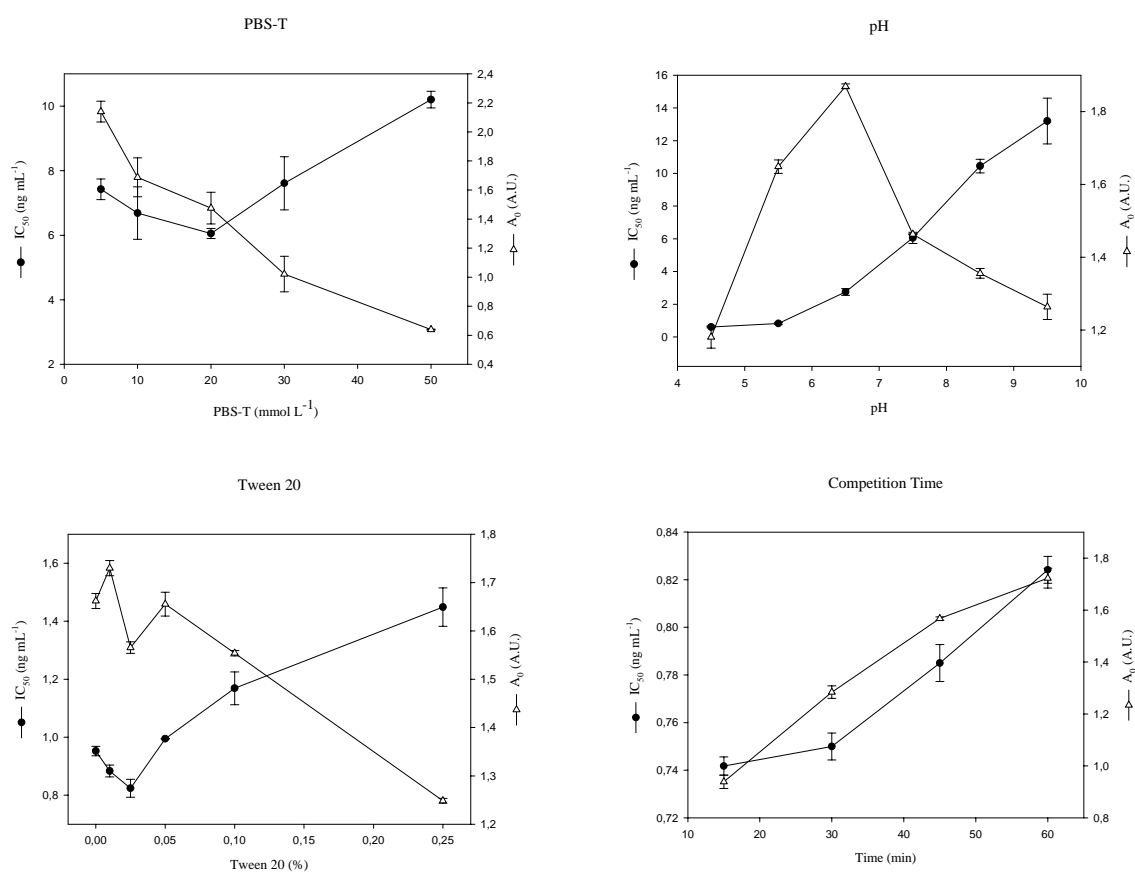 PBS-T
2,4
2,2
2,0
1,8
1,6
1,4
1,2
1,0
0,8
0,6
0,4
10
8
6
4
2
IC50 (ng mL-1)
A0 (A.U.)
0 10 20 30 40 50
PBS-T (mmol L-1)
pH
16
14
12
10
8
6
4
2
0
1,8
1,6
1,4
1,2
IC50 (ng mL-1)
A0 (A.U.)
4 5 6 7 8 9 10
pH
Tween 20
1,6
1,4
1,2
1,0
0,8
1,8
1,7
1,6
1,5
1,4
1,3
1,2
IC50 (ng mL-1)
A0 (A.U.)
0,00 0,05 0,10 0,15 0,20 0,25
Tween 20 (%)
Competition Time
0,84
0,82
0,80
0,78
0,76
0,74
0,72
1,8
1,6
1,4
1,2
1,0
0,8
IC50 (ng mL-1)
A0 (A.U.)
10 20 30 40 50 60
Time (min)